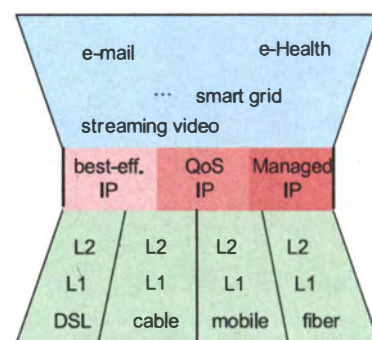 e-mail e-Health
... smart grid
streaming video
best-eff. QoS Managed
IP IP IP
L2 L2 L2 L2
L1 L1 L1 L1
DSL cable mobile fiber